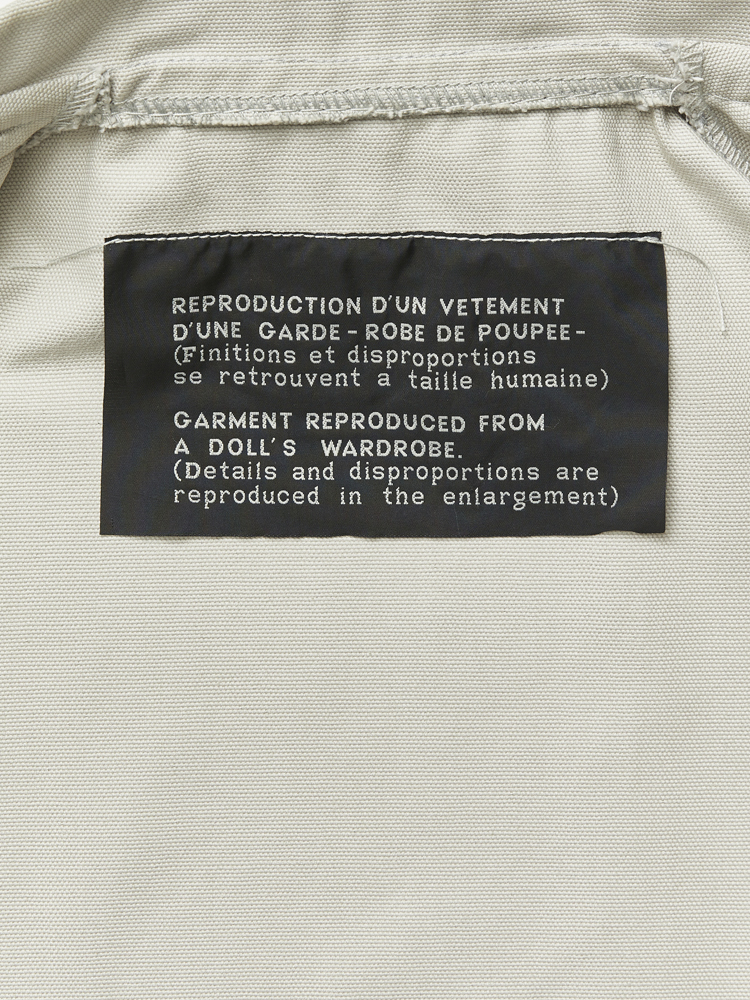 REPRODUCTION D'UN VETEMENT
D'UNE GARDE-ROBE DE POUPEE-
(Finitions et disproportions
se retrouvent a taille humaine)
GARMENT REPRODUCED FROM
A DOLL'S WARDROBE.
(Details and disproportions are
reproduced in the enlargement)